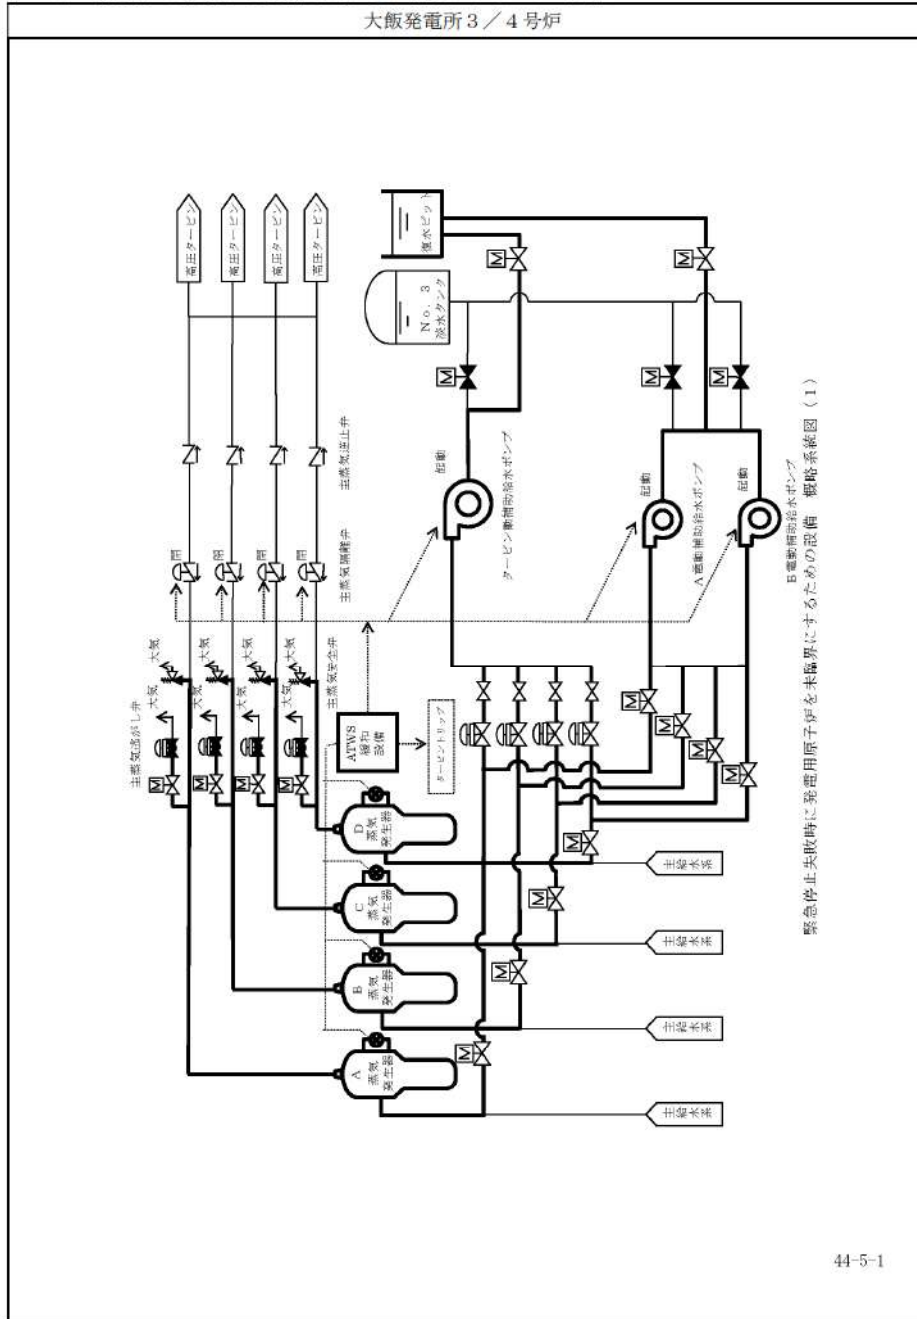 大飯発電所3／4号炉
高圧タービン
高圧タービン
高圧タービン
高圧タービン
復水ピット
No. 3
淡水タンク
主蒸気逆止弁
閉
閉
閉
閉
主蒸気隔離弁
大気
大気
大気
大気
主蒸気安全弁
大気
大気
大気
大気
主蒸気逃がし弁
M
M
M
M
ATWS
緩和
設備
タービントリップ
起動
タービン動補助給水ポンプ
起動
A電動補助給水ポンプ
起動
B電動補助給水ポンプ
M
M
M
M
M
D
蒸気
発生器
C
蒸気
発生器
B
蒸気
発生器
A
蒸気
発生器
M
M
M
M
M
M
M
M
主給水系
主給水系
主給水系
主給水系
緊急停止失敗時に発電用原子炉を未臨界にするための設備　概略系統図（1）
44-5-1